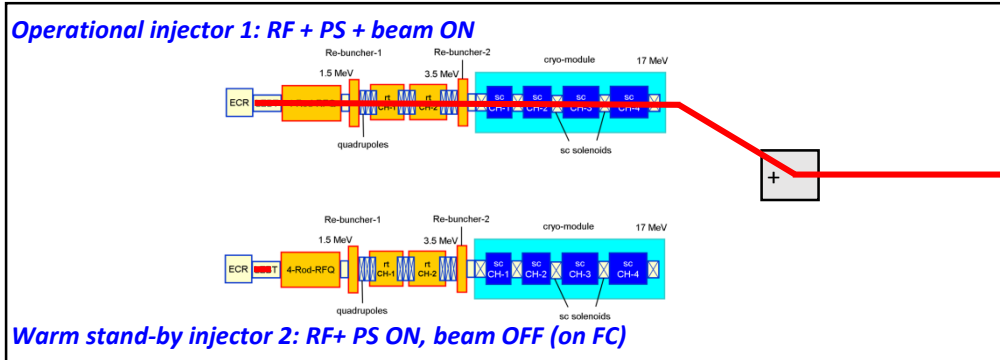 Operational injector 1: RF + PS + beam ON
Re-buncher-1
Re-buncher-2
cryo-module
17 MeV
1.5 MeV
3.5 MeV
ECR
rt
CH-1
rt
CH-2
sc
CH-1
sc
CH-2
sc
CH-3
sc
CH-4
quadrupoles
sc solenoids
+
Re-buncher-1
Re-buncher-2
cryo-module
17 MeV
1.5 MeV
3.5 MeV
ECR
T
4-Rod-RFQ
rt
CH-1
rt
CH-2
sc
CH-1
sc
CH-2
sc
CH-3
sc
CH-4
quadrupoles
sc solenoids
Warm stand-by injector 2: RF+ PS ON, beam OFF (on FC)